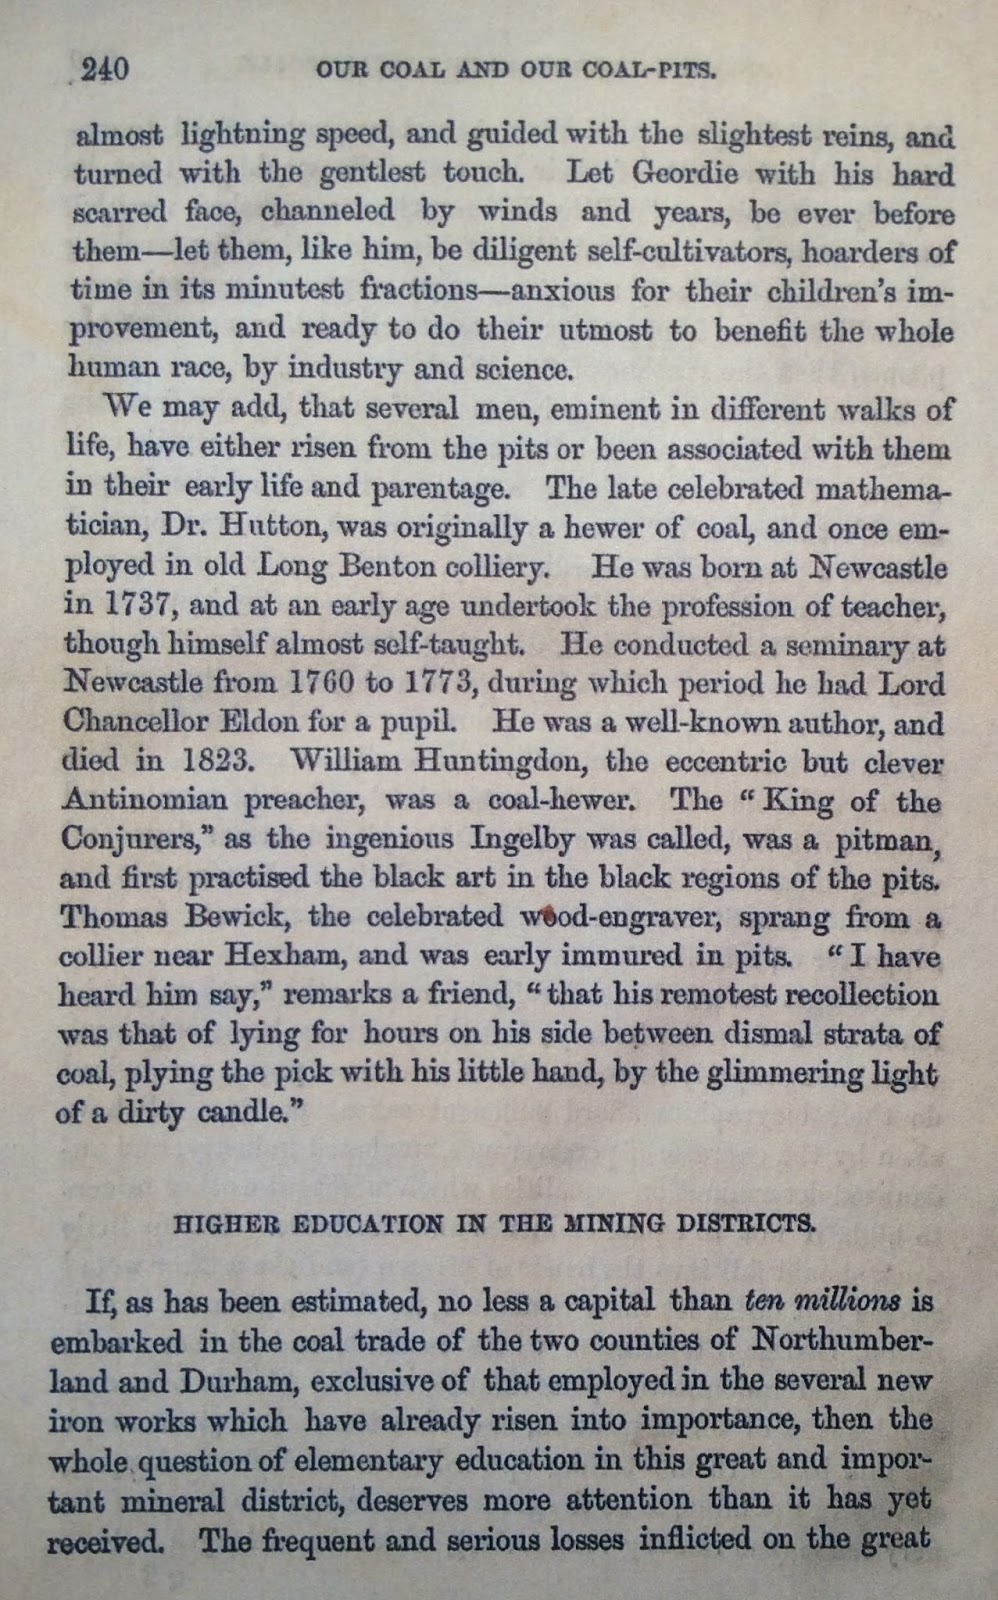 240 OUR COAL AND OUR COAL-PITS.
almost lightning speed, and guided with the slightest reins, and
turned with the gentlest touch. Let Geordie with his hard
scarred face, channeled by winds and years, be ever before
them—let them, like him, be diligent self-cultivators, hoarders of
time in its minutest fractions—anxious for their children's im-
provement, and ready to do their utmost to benefit the whole
human race, by industry and science.
We may add, that several men, eminent in different walks of
life, have either risen from the pits or been associated with them
in their early life and parentage. The late celebrated mathema-
tician, Dr. Hutton, was originally a hewer of coal, and once em-
ployed in old Long Benton colliery. He was born at Newcastle
in 1737, and at an early age undertook the profession of teacher,
though himself almost self-taught. He conducted a seminary at
Newcastle from 1760 to 1773, during which period he had Lord
Chancellor Eldon for a pupil. He was a well-known author, and
died in 1823. William Huntingdon, the eccentric but clever
Antinomian preacher, was a coal-hewer. The “King of the
Conjurers,” as the ingenious Ingelby was called, was a pitman,
and first practised the black art in the black regions of the pits.
Thomas Bewick, the celebrated wood-engraver, sprang from a
collier near Hexham, and was early immured in pits. “I have
heard him say,” remarks a friend, “that his remotest recollection
was that of lying for hours on his side between dismal strata of
coal, plying the pick with his little hand, by the glimmering light
of a dirty candle.”
HIGHER EDUCATION IN THE MINING DISTRICTS.
If, as has been estimated, no less a capital than ten millions is
embarked in the coal trade of the two counties of Northumber-
land and Durham, exclusive of that employed in the several new
iron works which have already risen into importance, then the
whole question of elementary education in this great and impor-
tant mineral district, deserves more attention than it has yet
received. The frequent and serious losses inflicted on the great